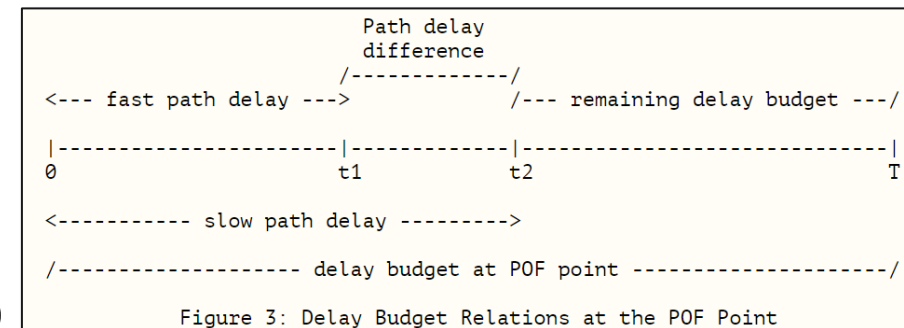 Path delay
difference
/-------------/
<--- fast path delay ---> /--- remaining delay budget ---/
|-----------------------|-------------|------------------------------|
0 t1 t2 T
<----------- slow path delay --------->
/-------------------- delay budget at POF point ---------------------/
Figure 3: Delay Budget Relations at the POF Point